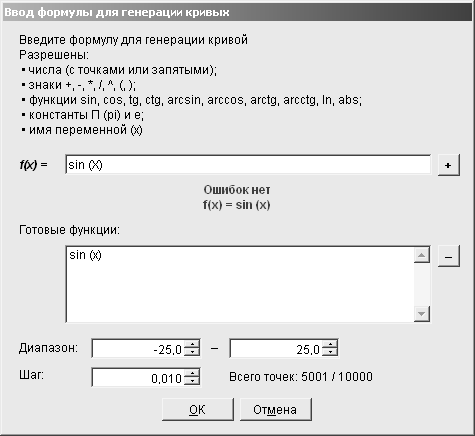 Ввод формулы для генерации кривых
Введите формулу для генерации кривой
Разрешены:
• числа (с точками или запятыми);
• знаки +, -, *, /, ^, (, );
• функции sin, cos, tg, ctg, arcsin, arccos, arctg, arcctg, ln, abs;
• константы П (pi) и e;
• имя переменной (x)
f(x) = sin (X) +
Ошибок нет
f(x) = sin (x)
Готовые функции:
sin (x) –
Диапазон: -25,0 – 25,0
Шаг: 0,010 Всего точек: 5001 / 10000
OK Отмена